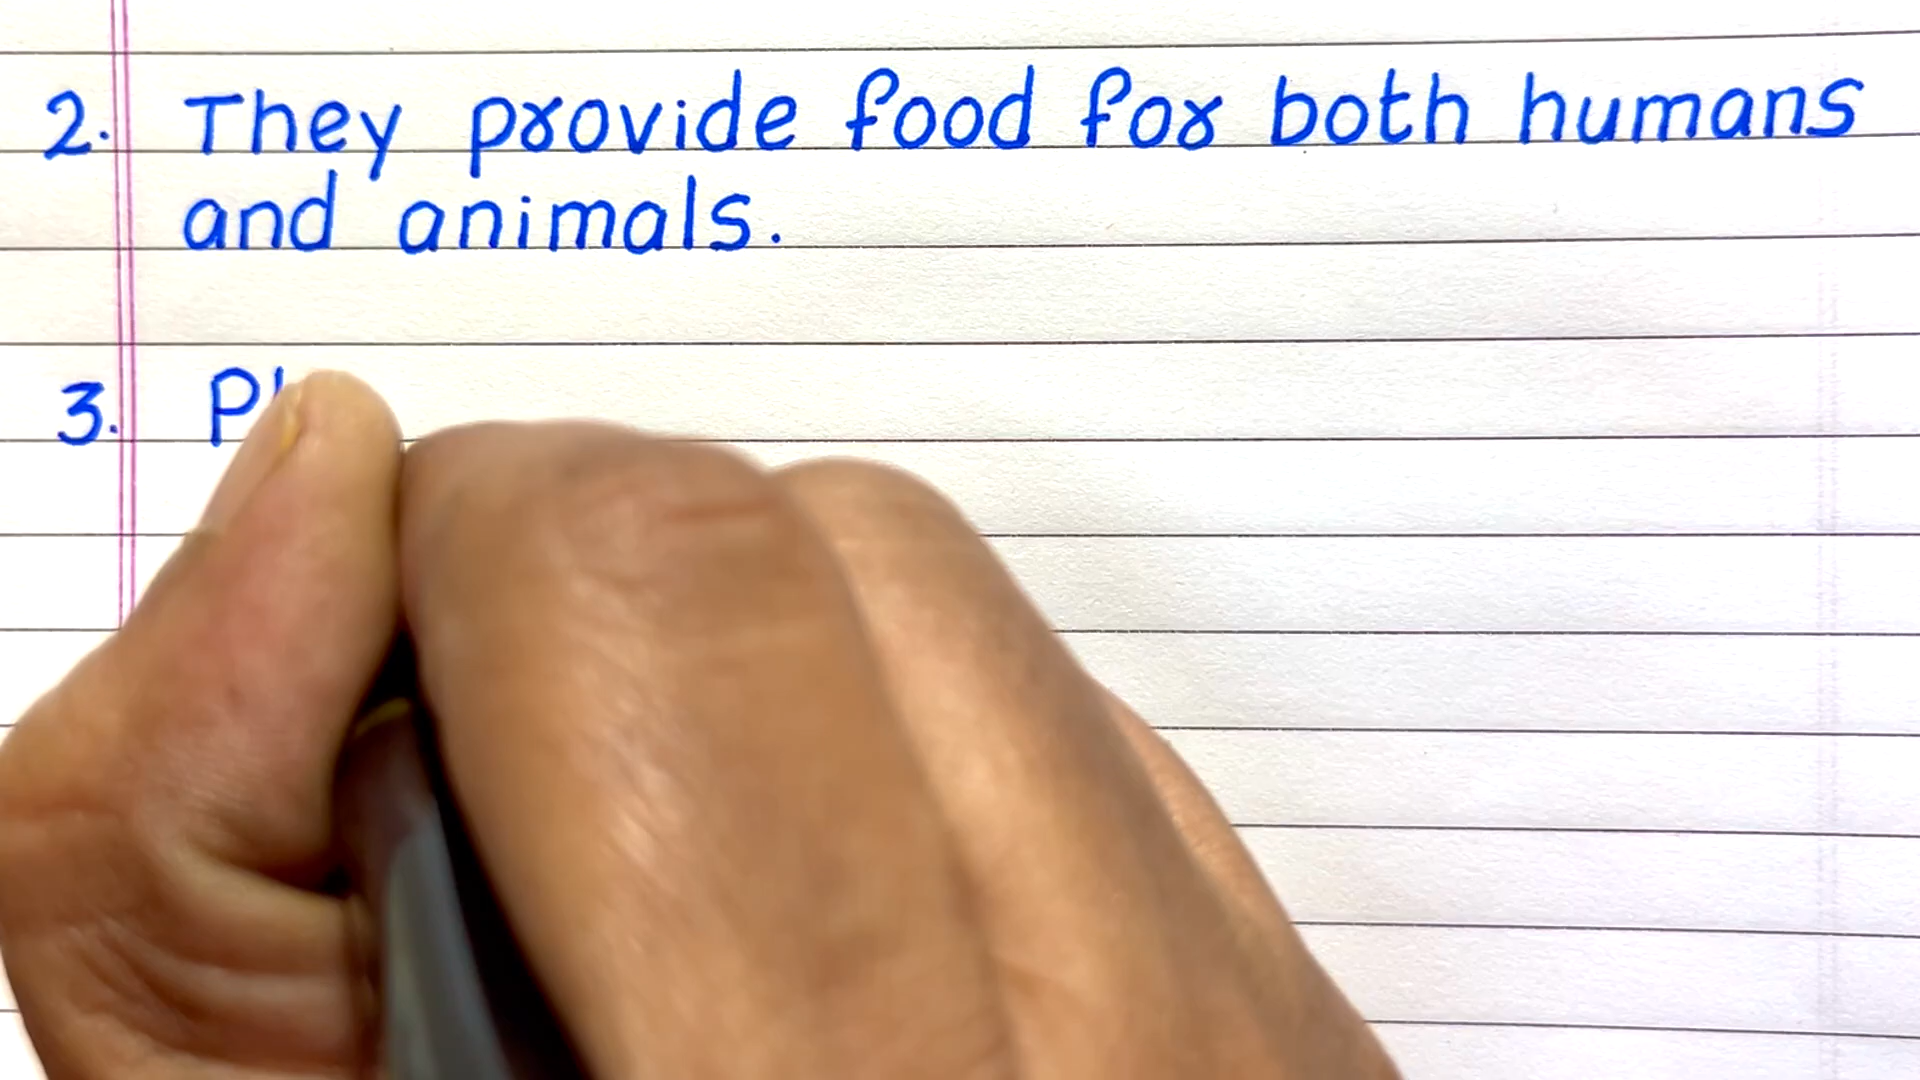 2. They provide food for both humans
and animals.
3. P